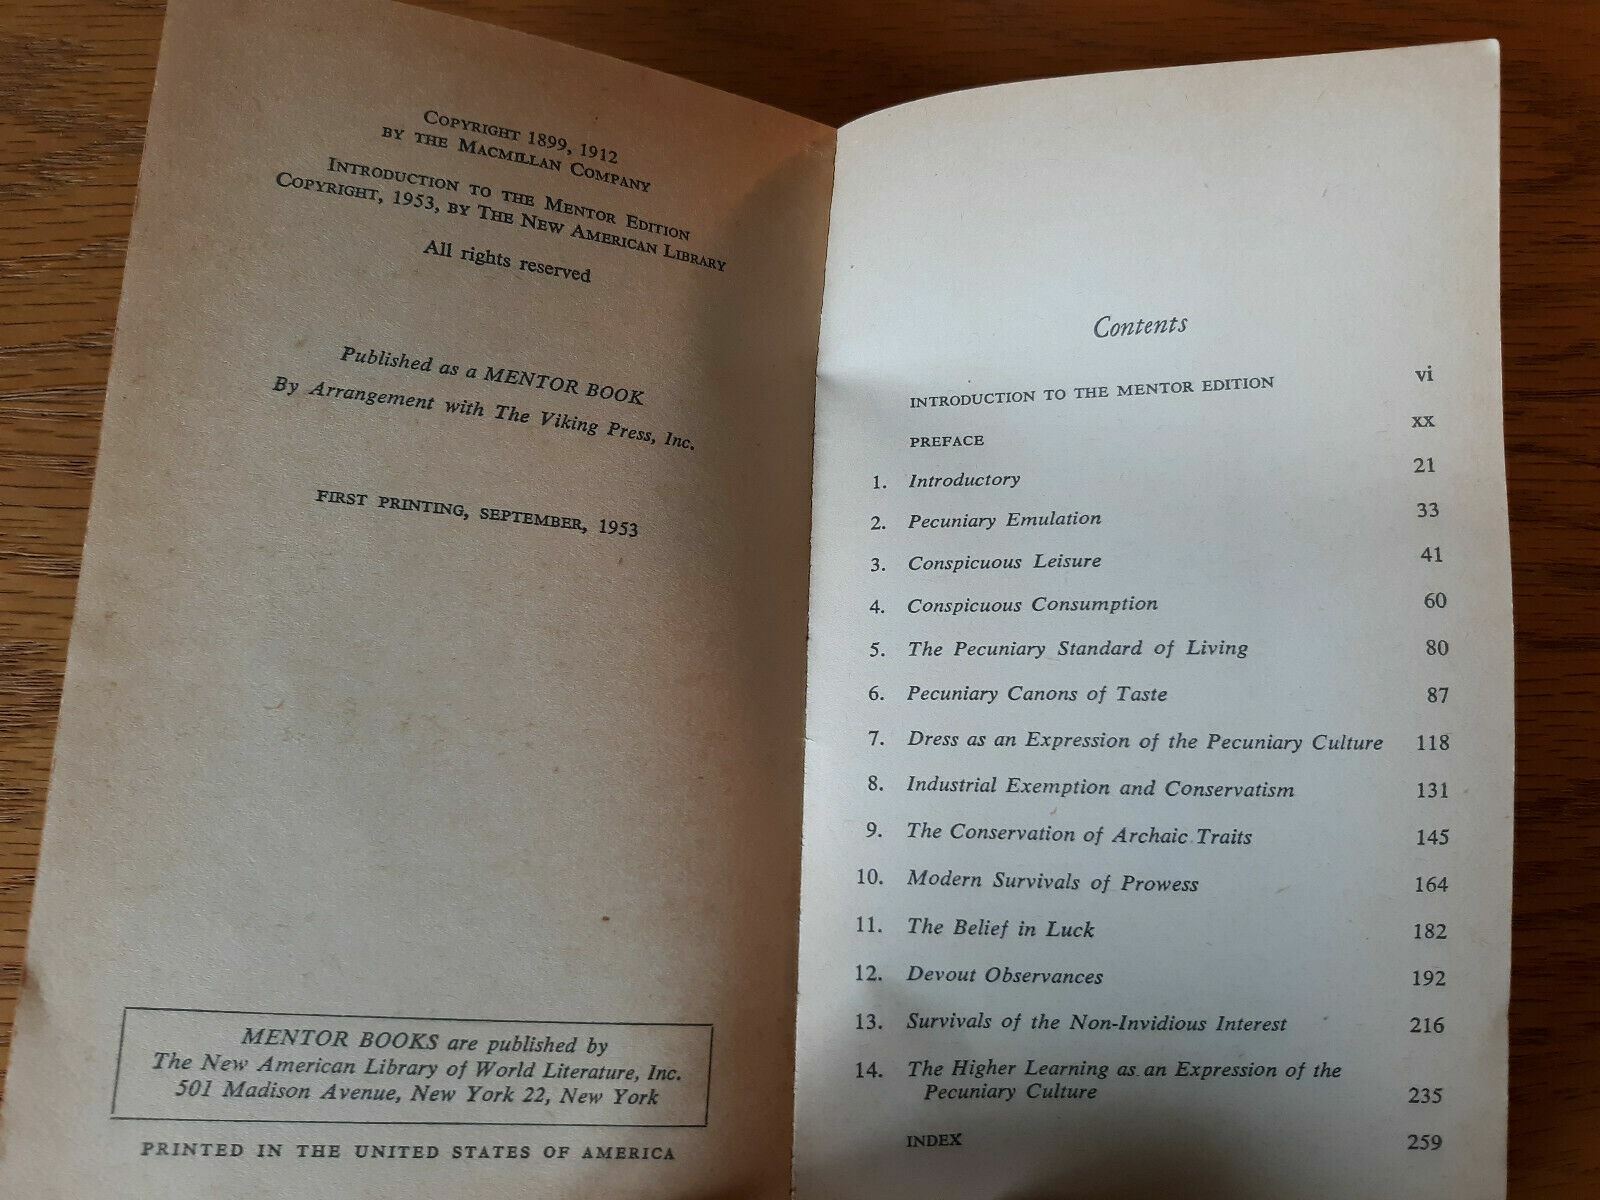 COPYRIGHT 1899, 1912
BY THE MACMILLAN COMPANY
INTRODUCTION TO THE MENTOR EDITION
COPYRIGHT, 1953, BY THE NEW AMERICAN LIBRARY
All rights reserved
Published as a MENTOR BOOK
By Arrangement with The Viking Press, Inc.
FIRST PRINTING, SEPTEMBER, 1953
MENTOR BOOKS are published by
The New American Library of World Literature, Inc.
501 Madison Avenue, New York 22, New York
PRINTED IN THE UNITED STATES OF AMERICA
Contents
INTRODUCTION TO THE MENTOR EDITION vi
PREFACE xx
1. Introductory 21
2. Pecuniary Emulation 33
3. Conspicuous Leisure 41
4. Conspicuous Consumption 60
5. The Pecuniary Standard of Living 80
6. Pecuniary Canons of Taste 87
7. Dress as an Expression of the Pecuniary Culture 118
8. Industrial Exemption and Conservatism 131
9. The Conservation of Archaic Traits 145
10. Modern Survivals of Prowess 164
11. The Belief in Luck 182
12. Devout Observances 192
13. Survivals of the Non-Invidious Interest 216
14. The Higher Learning as an Expression of the
Pecuniary Culture 235
INDEX 259